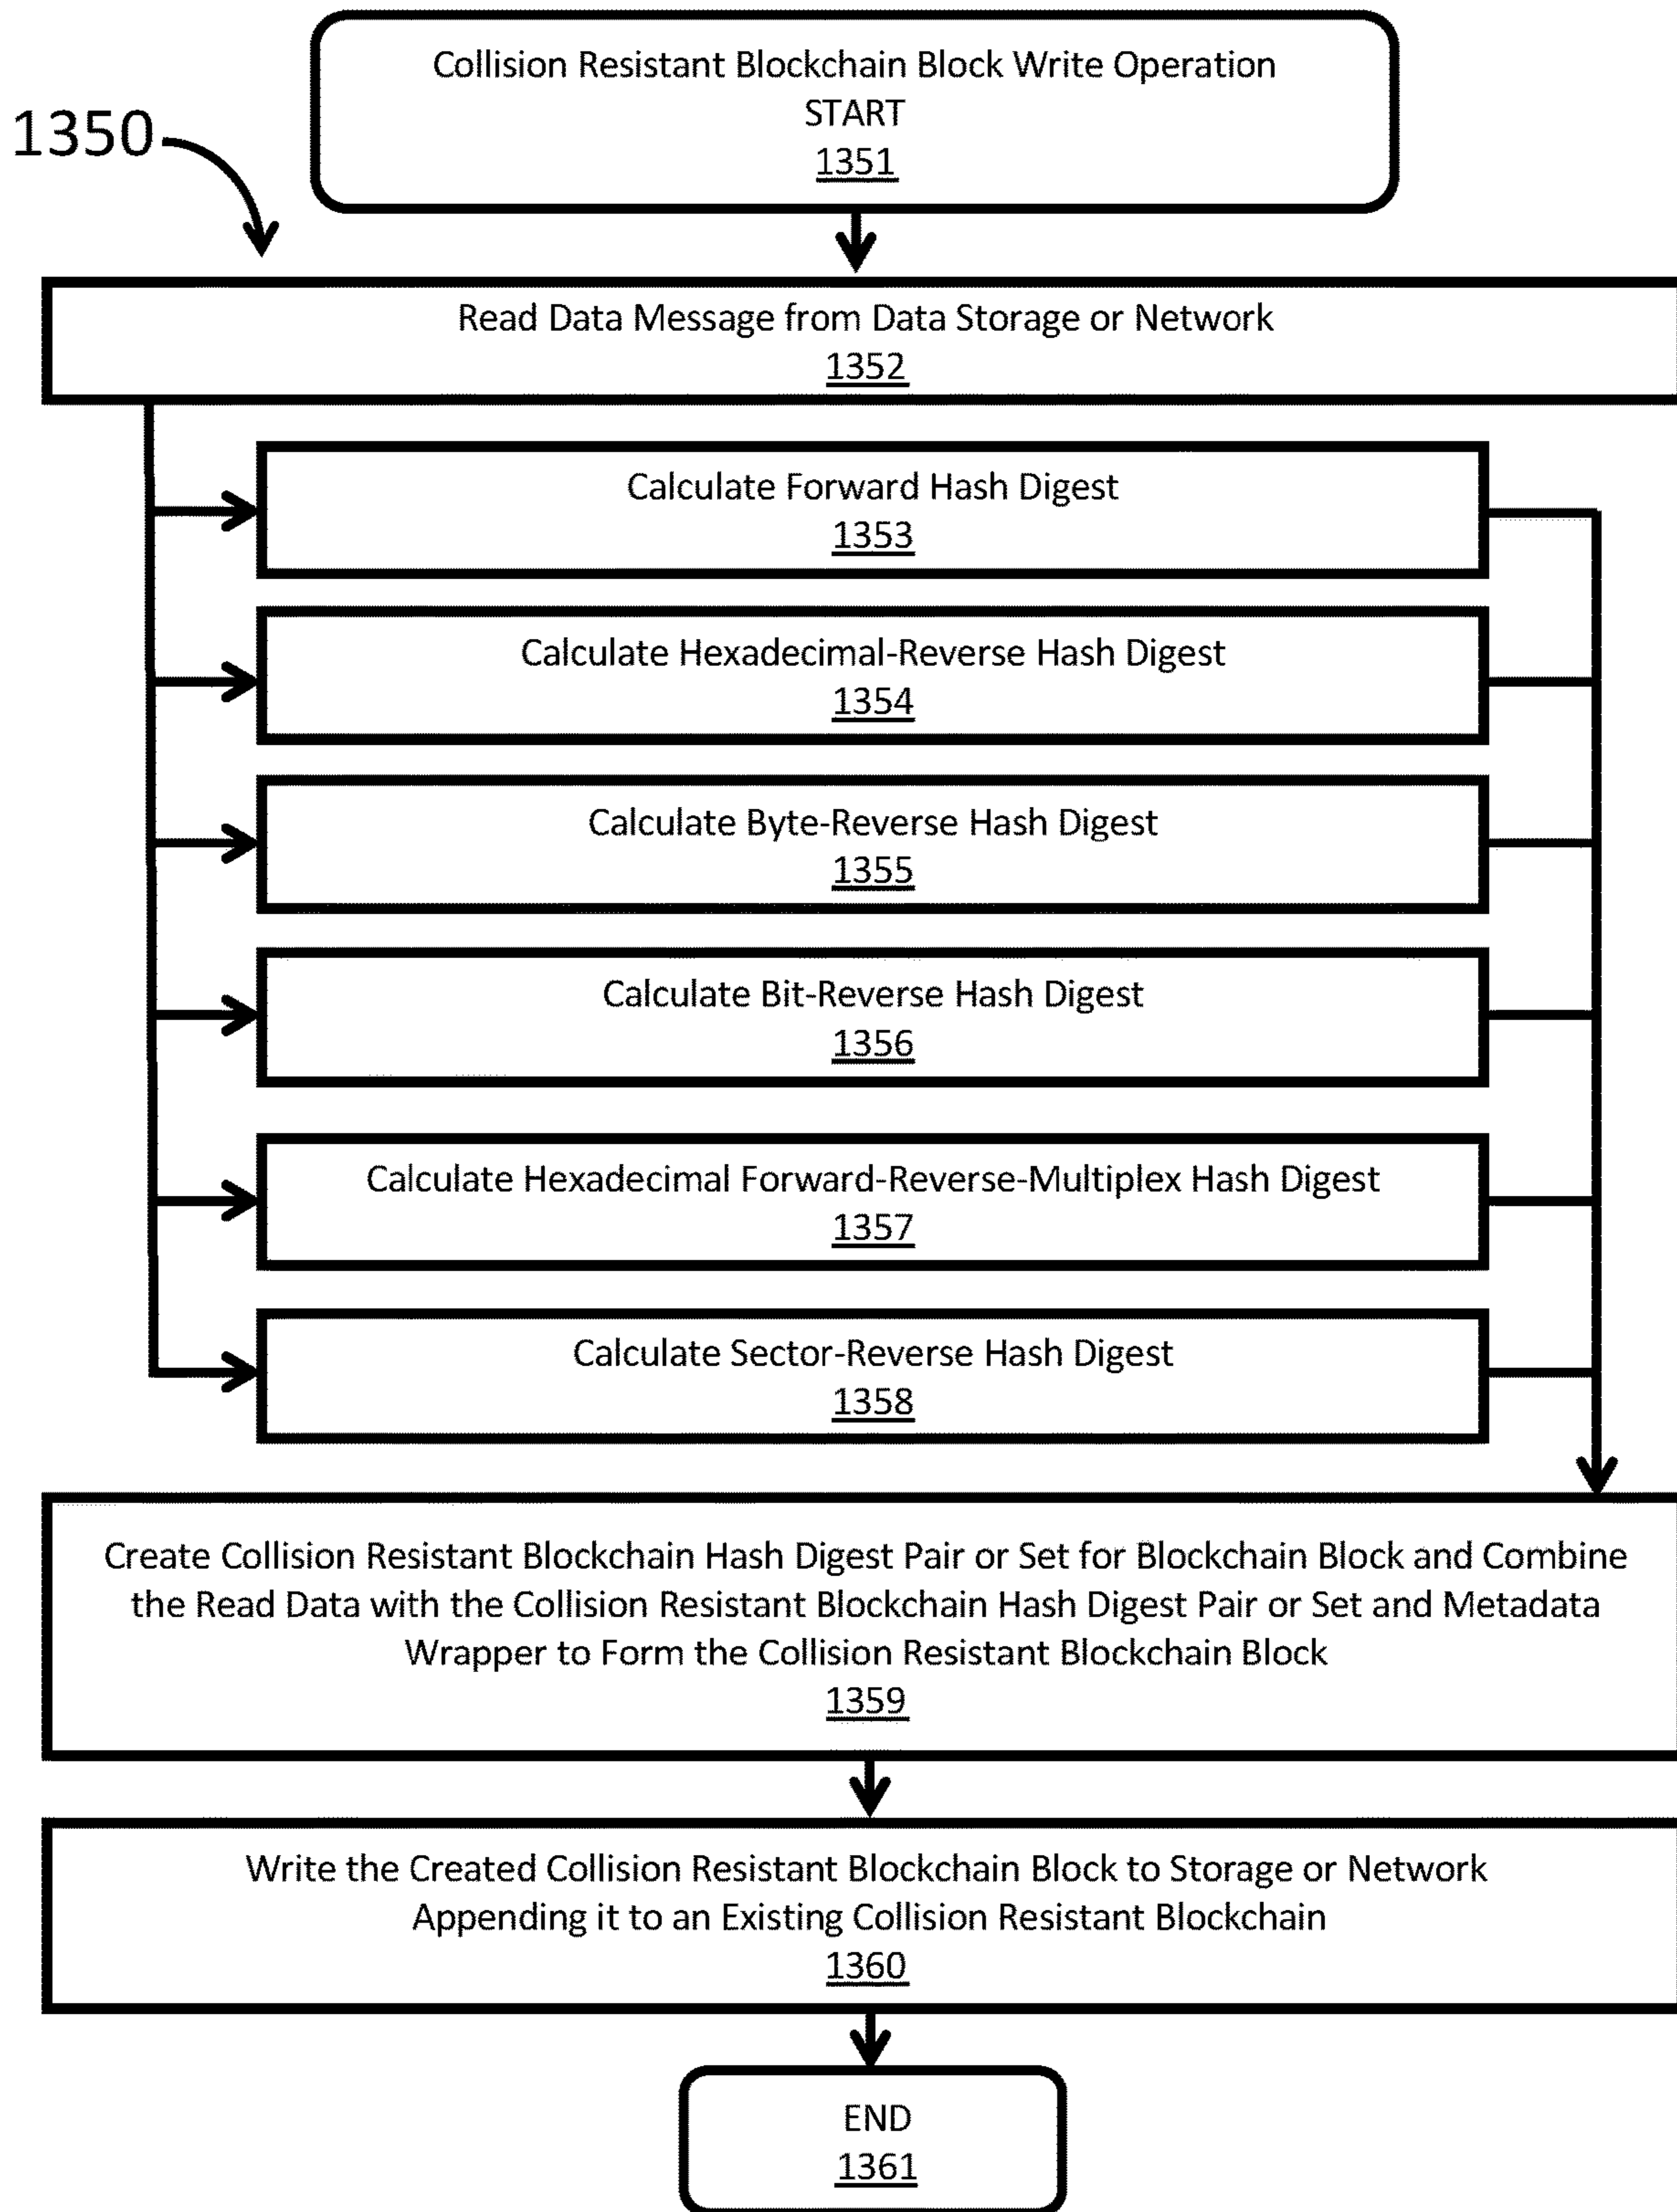 Collision Resistant Blockchain Block Write Operation
START
1351
1350
Read Data Message from Data Storage or Network
1352
Calculate Forward Hash Digest
1353
Calculate Hexadecimal-Reverse Hash Digest
1354
Calculate Byte-Reverse Hash Digest
1355
Calculate Bit-Reverse Hash Digest
1356
Calculate Hexadecimal Forward-Reverse-Multiplex Hash Digest
1357
Calculate Sector-Reverse Hash Digest
1358
Create Collision Resistant Blockchain Hash Digest Pair or Set for Blockchain Block and Combine
the Read Data with the Collision Resistant Blockchain Hash Digest Pair or Set and Metadata
Wrapper to Form the Collision Resistant Blockchain Block
1359
Write the Created Collision Resistant Blockchain Block to Storage or Network
Appending it to an Existing Collision Resistant Blockchain
1360
END
1361